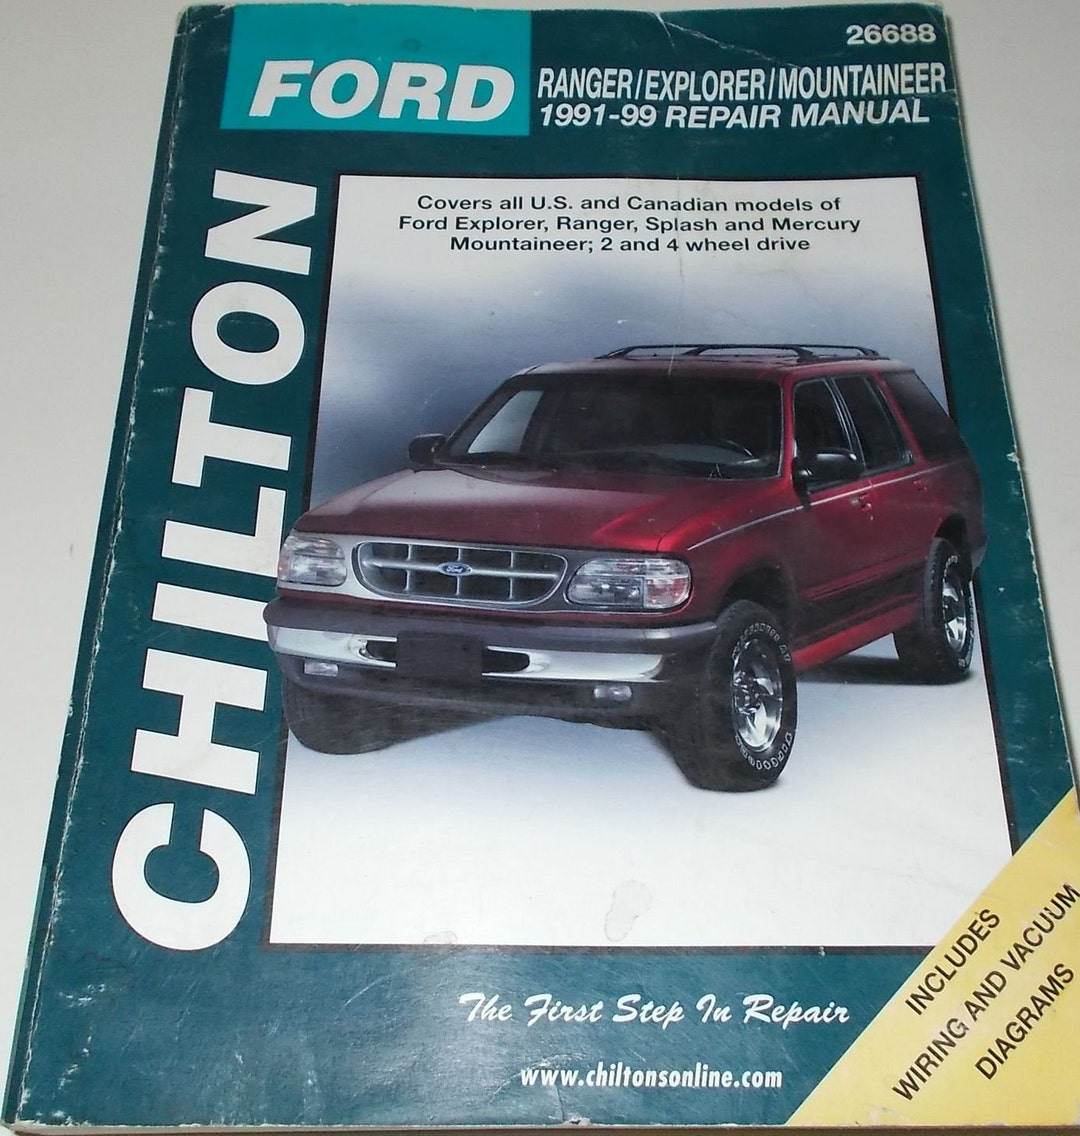 26688
FORD
RANGER/EXPLORER/MOUNTAINEER
1991-99 REPAIR MANUAL
CHILTON
Covers all U.S. and Canadian models of
Ford Explorer, Ranger, Splash and Mercury
Mountaineer; 2 and 4 wheel drive
Ford
The First Step In Repair
www.chiltonsonline.com
INCLUDES
WIRING AND VACUUM
DIAGRAMS